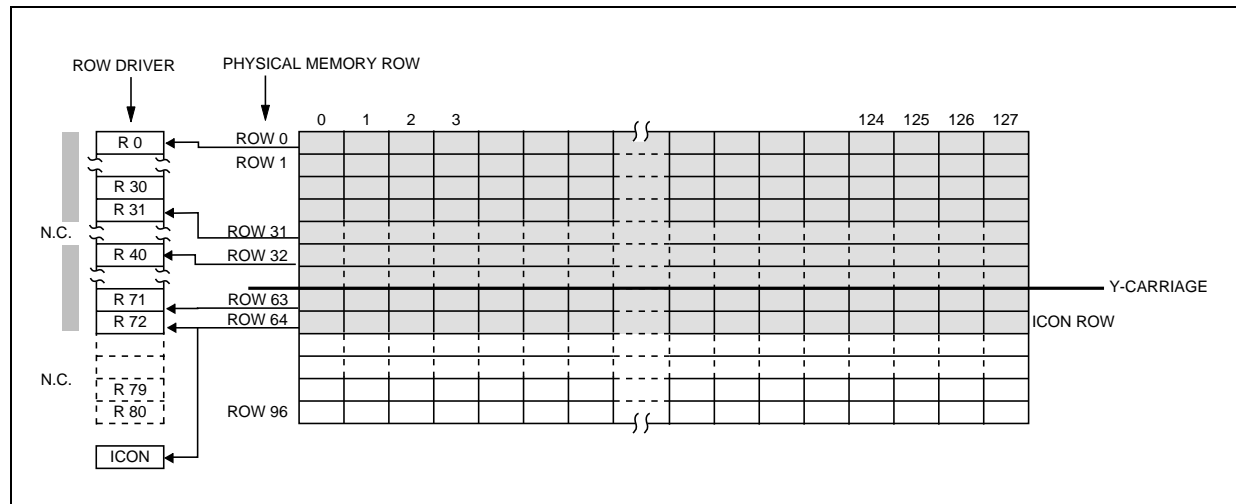 ROW DRIVER
PHYSICAL MEMORY ROW
0 1 2 3 124 125 126 127
R 0
ROW 0
ROW 1
R 30
R 31
N.C.
ROW 31
R 40
ROW 32
Y-CARRIAGE
R 71
ROW 63
R 72
ROW 64
ICON ROW
N.C.
R 79
R 80
ROW 96
ICON